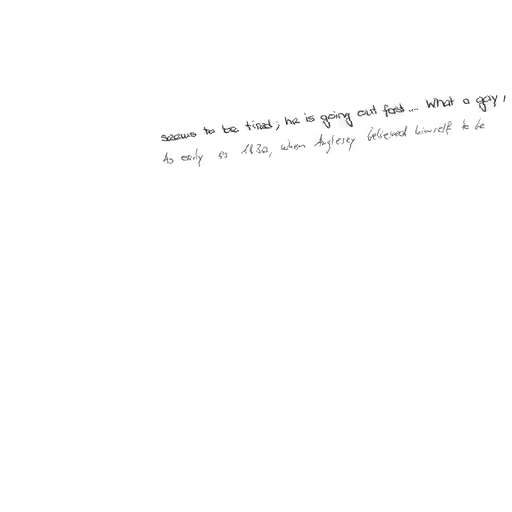 seems to be tired; he is going out fast.... What a gay,
As early as 1830, when Anglesey believed himself to be